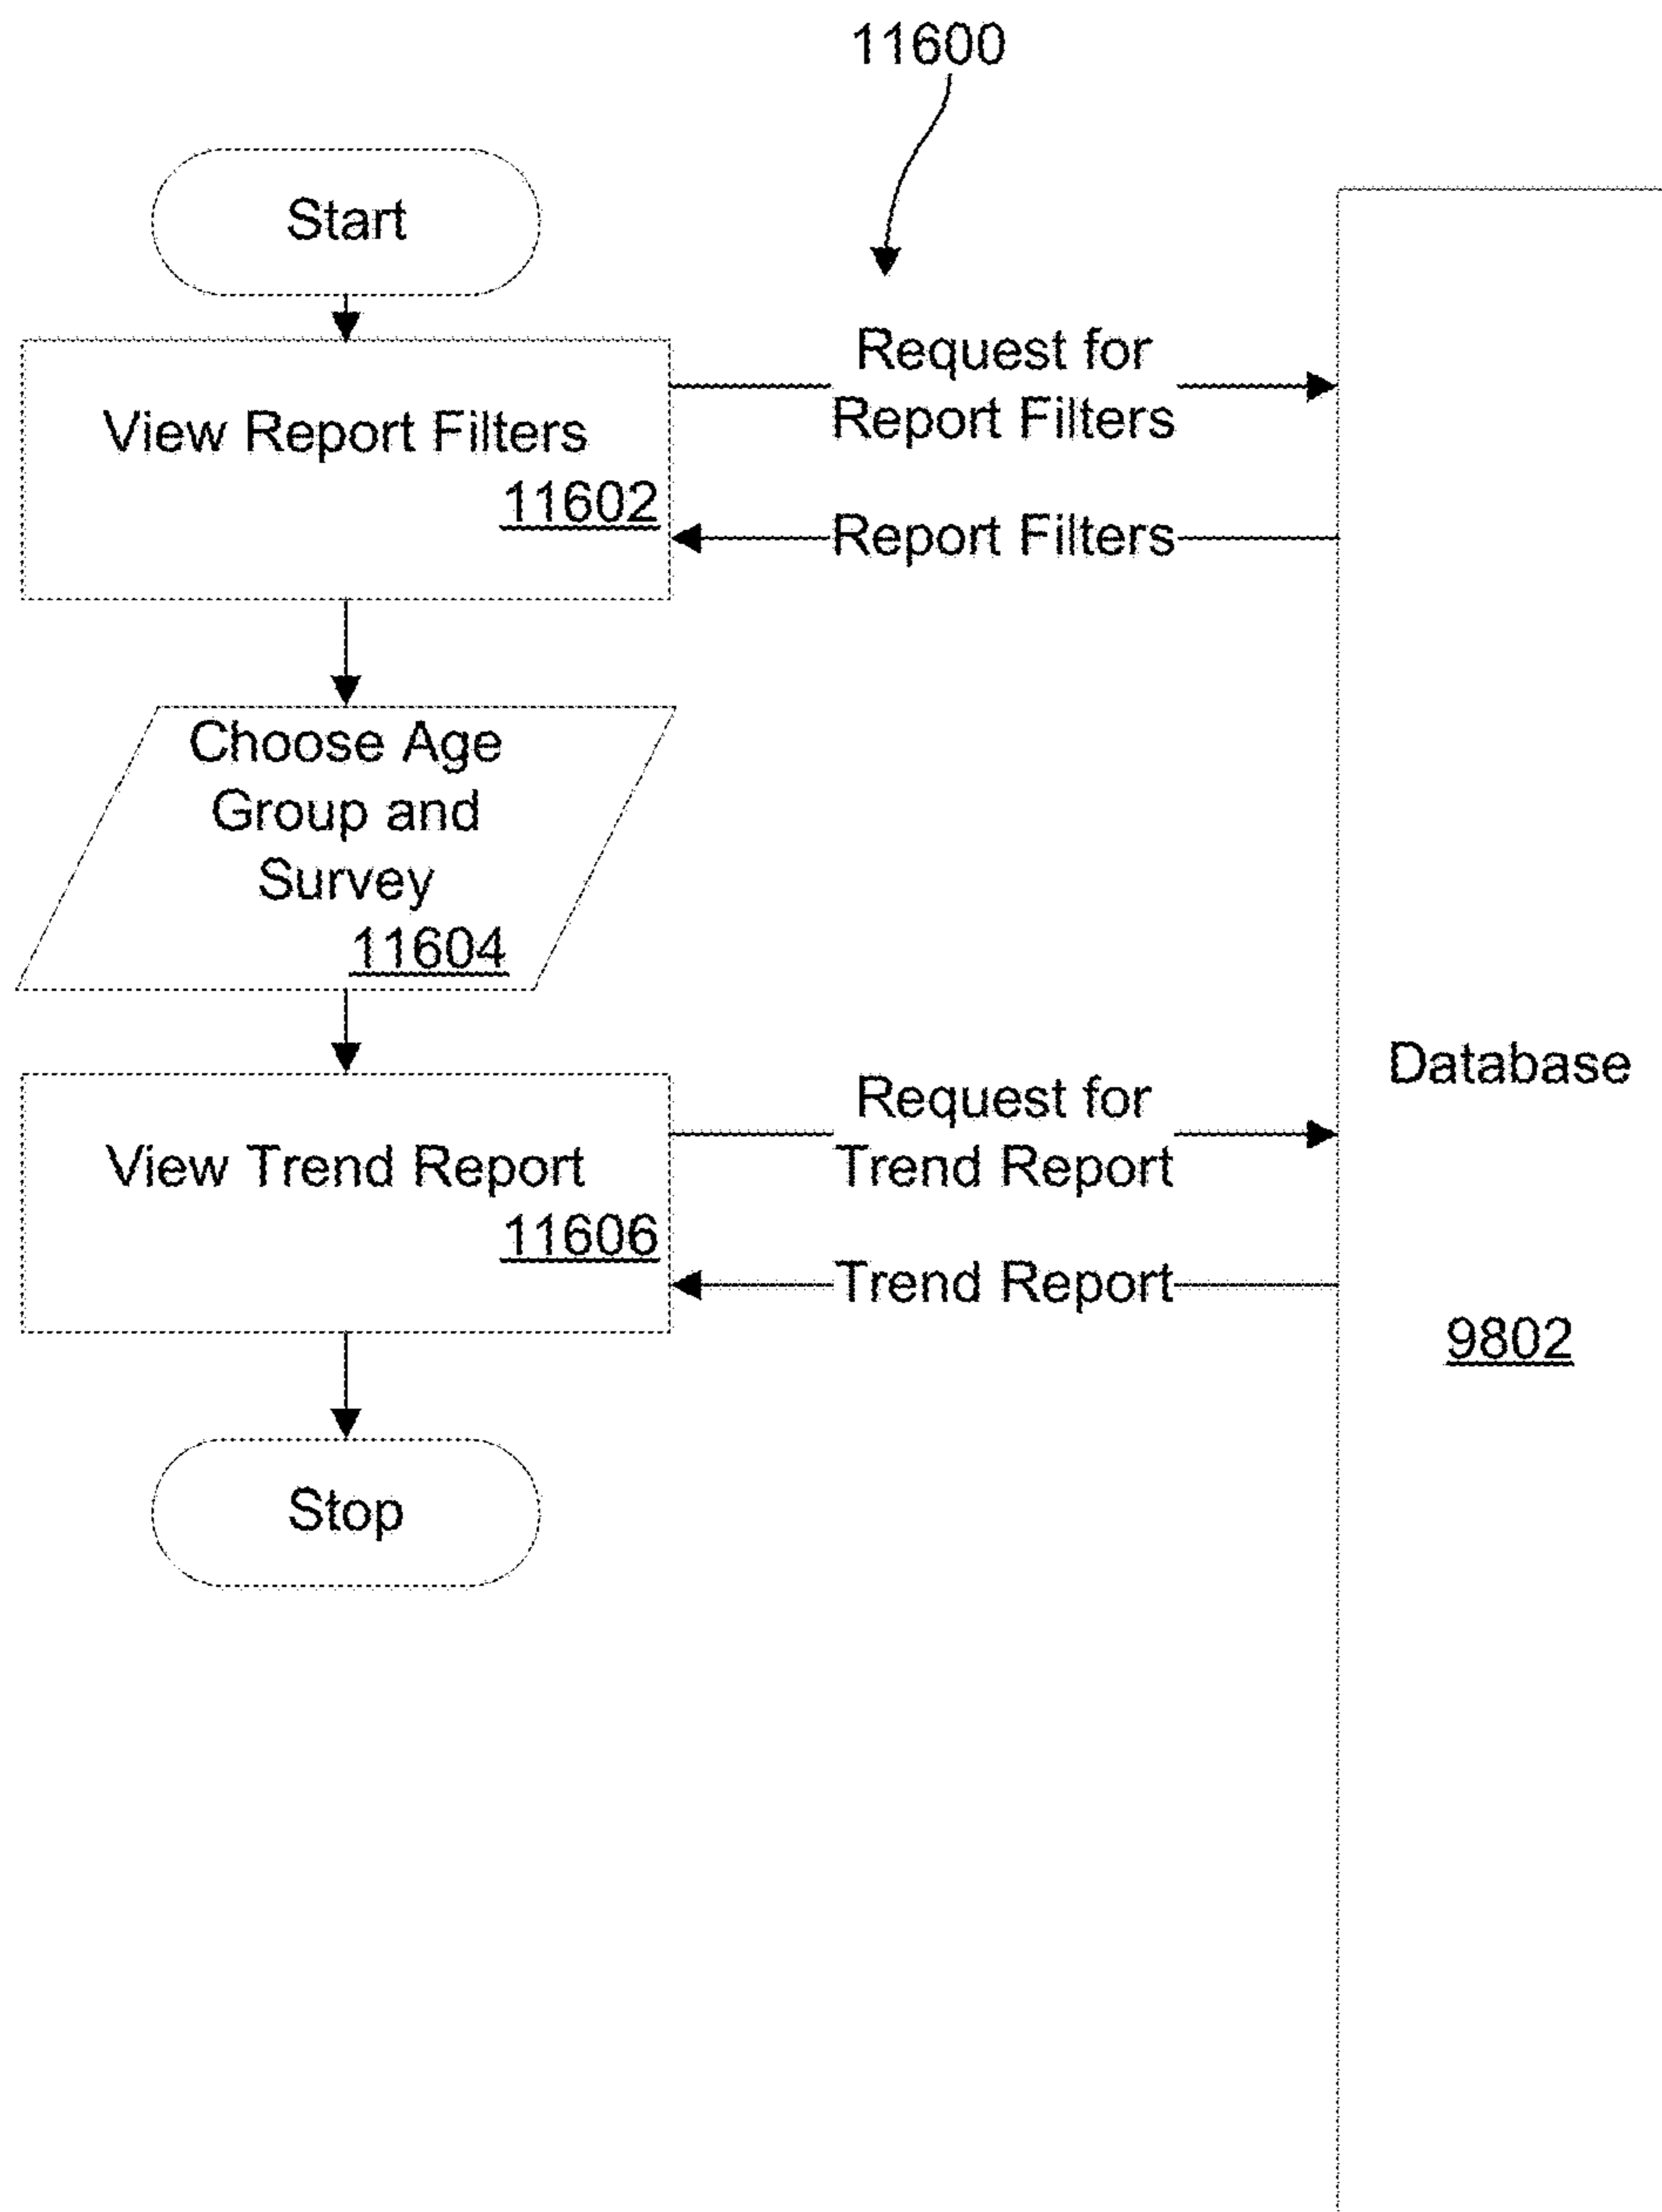 11600
Start
Request for
Report Filters
View Report Filters
11602
Report Filters
Choose Age
Group and
Survey
11604
Database
Request for
Trend Report
View Trend Report
11606
Trend Report
9802
Stop